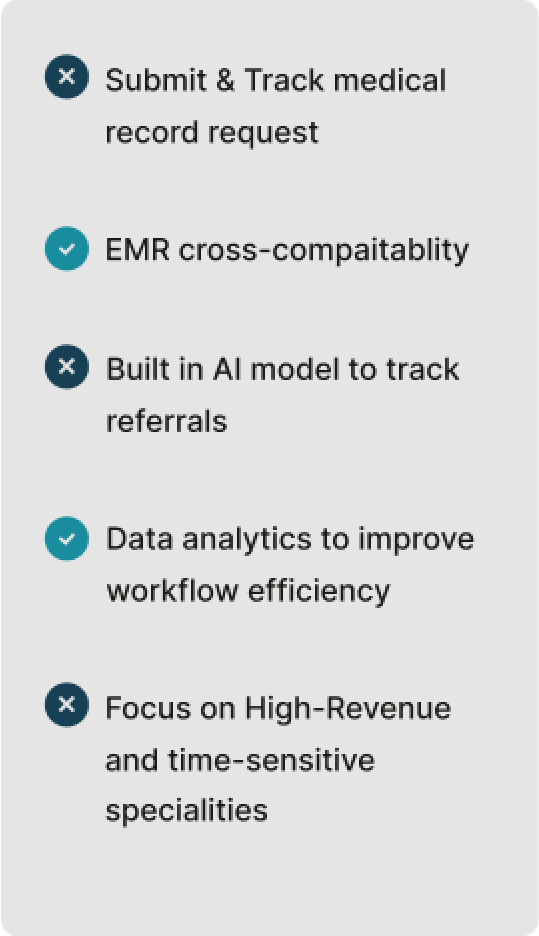 Submit & Track medical
record request
EMR cross-compaitablity
Built in AI model to track
referrals
Data analytics to improve
workflow efficiency
Focus on High-Revenue
and time-sensitive
specialities